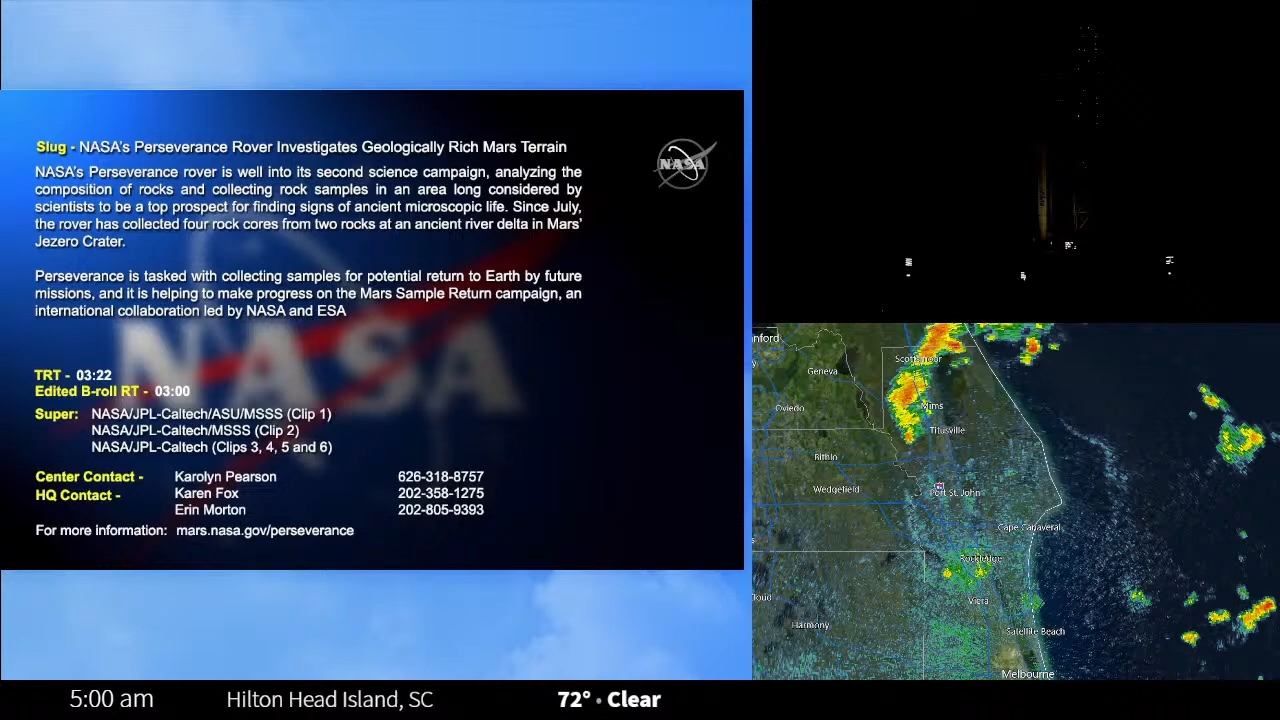 Slug - NASA's Perseverance Rover Investigates Geologically Rich Mars Terrain
NASA's Perseverance rover is well into its second science campaign, analyzing the
composition of rocks and collecting rock samples in an area long considered by
scientists to be a top prospect for finding signs of ancient microscopic life. Since July,
the rover has collected four rock cores from two rocks at an ancient river delta in Mars'
Jezero Crater.
Perseverance is tasked with collecting samples for potential return to Earth by future
missions, and it is helping to make progress on the Mars Sample Return campaign, an
international collaboration led by NASA and ESA
TRT - 03:22
Edited B-roll RT - 03:00
Super: NASA/JPL-Caltech/ASU/MSSS (Clip 1)
NASA/JPL-Caltech/MSSS (Clip 2)
NASA/JPL-Caltech (Clips 3, 4, 5 and 6)
Center Contact - Karolyn Pearson 626-318-8757
HQ Contact - Karen Fox 202-358-1275
Erin Morton 202-805-9393
For more information: mars.nasa.gov/perseverance
NASA
NASA
Scottsmoor
Geneva
Mims
Oviedo
Titusville
Bithlo
Wedgefield
Port St. John
Cape Canaveral
Rockledge
Viera
Harmony
Satellite Beach
Melbourne
5:00 am Hilton Head Island, SC 72° • Clear